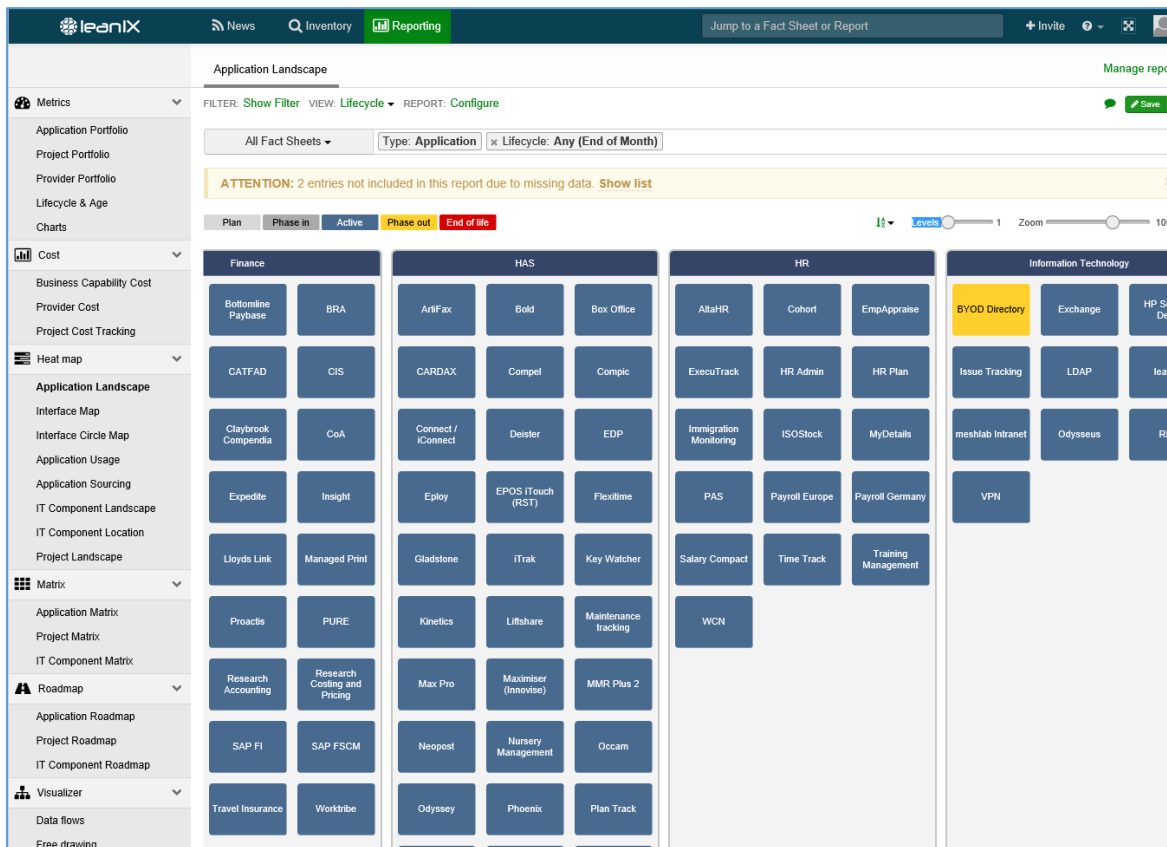 leanIX
News
Inventory
Reporting
Jump to a Fact Sheet or Report
Invite
Application Landscape
Manage repo
Metrics
Application Portfolio
Project Portfolio
Provider Portfolio
Lifecycle & Age
Charts
Cost
Business Capability Cost
Provider Cost
Project Cost Tracking
Heat map
Application Landscape
Interface Map
Interface Circle Map
Application Usage
Application Sourcing
IT Component Landscape
IT Component Location
Project Landscape
Matrix
Application Matrix
Project Matrix
IT Component Matrix
Roadmap
Application Roadmap
Project Roadmap
IT Component Roadmap
Visualizer
Data flows
Free drawing
FILTER: Show Filter VIEW: Lifecycle REPORT: Configure
Save
All Fact Sheets
Type: Application
× Lifecycle: Any (End of Month)
ATTENTION: 2 entries not included in this report due to missing data. Show list
Plan
Phase in
Active
Phase out
End of life
Levels
1
Zoom
10
Finance
Bottomline
Paybase
BRA
CATFAD
CIS
Claybrook
Compendia
CoA
Expedite
Insight
Lloyds Link
Managed Print
Proactis
PURE
Research
Accounting
Research
Costing and
Pricing
SAP FI
SAP FSCM
Travel Insurance
Worktribe
HAS
ArtiFax
Bold
Box Office
CARDAX
Compel
Compic
Connect /
iConnect
Deister
EDP
Eploy
EPOS iTouch
(RST)
Flexitime
Gladstone
iTrak
Key Watcher
Kinetics
Liftshare
Maintenance
tracking
Max Pro
Maximiser
(Innovise)
MMR Plus 2
Neopost
Nursery
Management
Occam
Odyssey
Phoenix
Plan Track
HR
AltaHR
Cohort
EmpAppraise
ExecuTrack
HR Admin
HR Plan
Immigration
Monitoring
ISOStock
MyDetails
PAS
Payroll Europe
Payroll Germany
Salary Compact
Time Track
Training
Management
WCN
Information Technology
BYOD Directory
Exchange
HP Se
De
Issue Tracking
LDAP
lea
meshlab Intranet
Odysseus
VPN